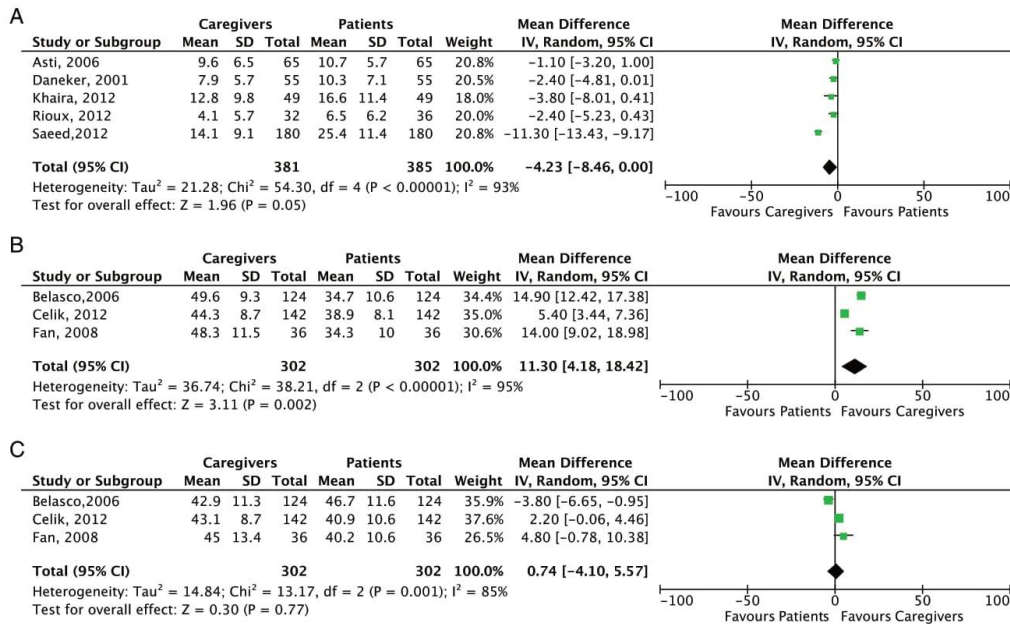 A
Caregivers Patients Mean Difference Mean Difference
Study or Subgroup Mean SD Total Mean SD Total Weight IV, Random, 95% CI IV, Random, 95% CI
Asti, 2006 9.6 6.5 65 10.7 5.7 65 20.8% −1.10 [−3.20, 1.00]
Daneker, 2001 7.9 5.7 55 10.3 7.1 55 20.5% −2.40 [−4.81, 0.01]
Khaira, 2012 12.8 9.8 49 16.6 11.4 49 18.0% −3.80 [−8.01, 0.41]
Rioux, 2012 4.1 5.7 32 6.5 6.2 36 20.0% −2.40 [−5.23, 0.43]
Saeed,2012 14.1 9.1 180 25.4 11.4 180 20.8% −11.30 [−13.43, −9.17]
Total (95% CI) 381 385 100.0% −4.23 [−8.46, 0.00]
Heterogeneity: Tau² = 21.28; Chi² = 54.30, df = 4 (P < 0.00001); I² = 93%
Test for overall effect: Z = 1.96 (P = 0.05)
−100 −50 0 50 100
Favours Caregivers Favours Patients
B
Caregivers Patients Mean Difference Mean Difference
Study or Subgroup Mean SD Total Mean SD Total Weight IV, Random, 95% CI IV, Random, 95% CI
Belasco,2006 49.6 9.3 124 34.7 10.6 124 34.4% 14.90 [12.42, 17.38]
Celik, 2012 44.3 8.7 142 38.9 8.1 142 35.0% 5.40 [3.44, 7.36]
Fan, 2008 48.3 11.5 36 34.3 10 36 30.6% 14.00 [9.02, 18.98]
Total (95% CI) 302 302 100.0% 11.30 [4.18, 18.42]
Heterogeneity: Tau² = 36.74; Chi² = 38.21, df = 2 (P < 0.00001); I² = 95%
Test for overall effect: Z = 3.11 (P = 0.002)
−100 −50 0 50 100
Favours Patients Favours Caregivers
C
Caregivers Patients Mean Difference Mean Difference
Study or Subgroup Mean SD Total Mean SD Total Weight IV, Random, 95% CI IV, Random, 95% CI
Belasco,2006 42.9 11.3 124 46.7 11.6 124 35.9% −3.80 [−6.65, −0.95]
Celik, 2012 43.1 8.7 142 40.9 10.6 142 37.6% 2.20 [−0.06, 4.46]
Fan, 2008 45 13.4 36 40.2 10.6 36 26.5% 4.80 [−0.78, 10.38]
Total (95% CI) 302 302 100.0% 0.74 [−4.10, 5.57]
Heterogeneity: Tau² = 14.84; Chi² = 13.17, df = 2 (P = 0.001); I² = 85%
Test for overall effect: Z = 0.30 (P = 0.77)
−100 −50 0 50 100
Favours Patients Favours Caregivers